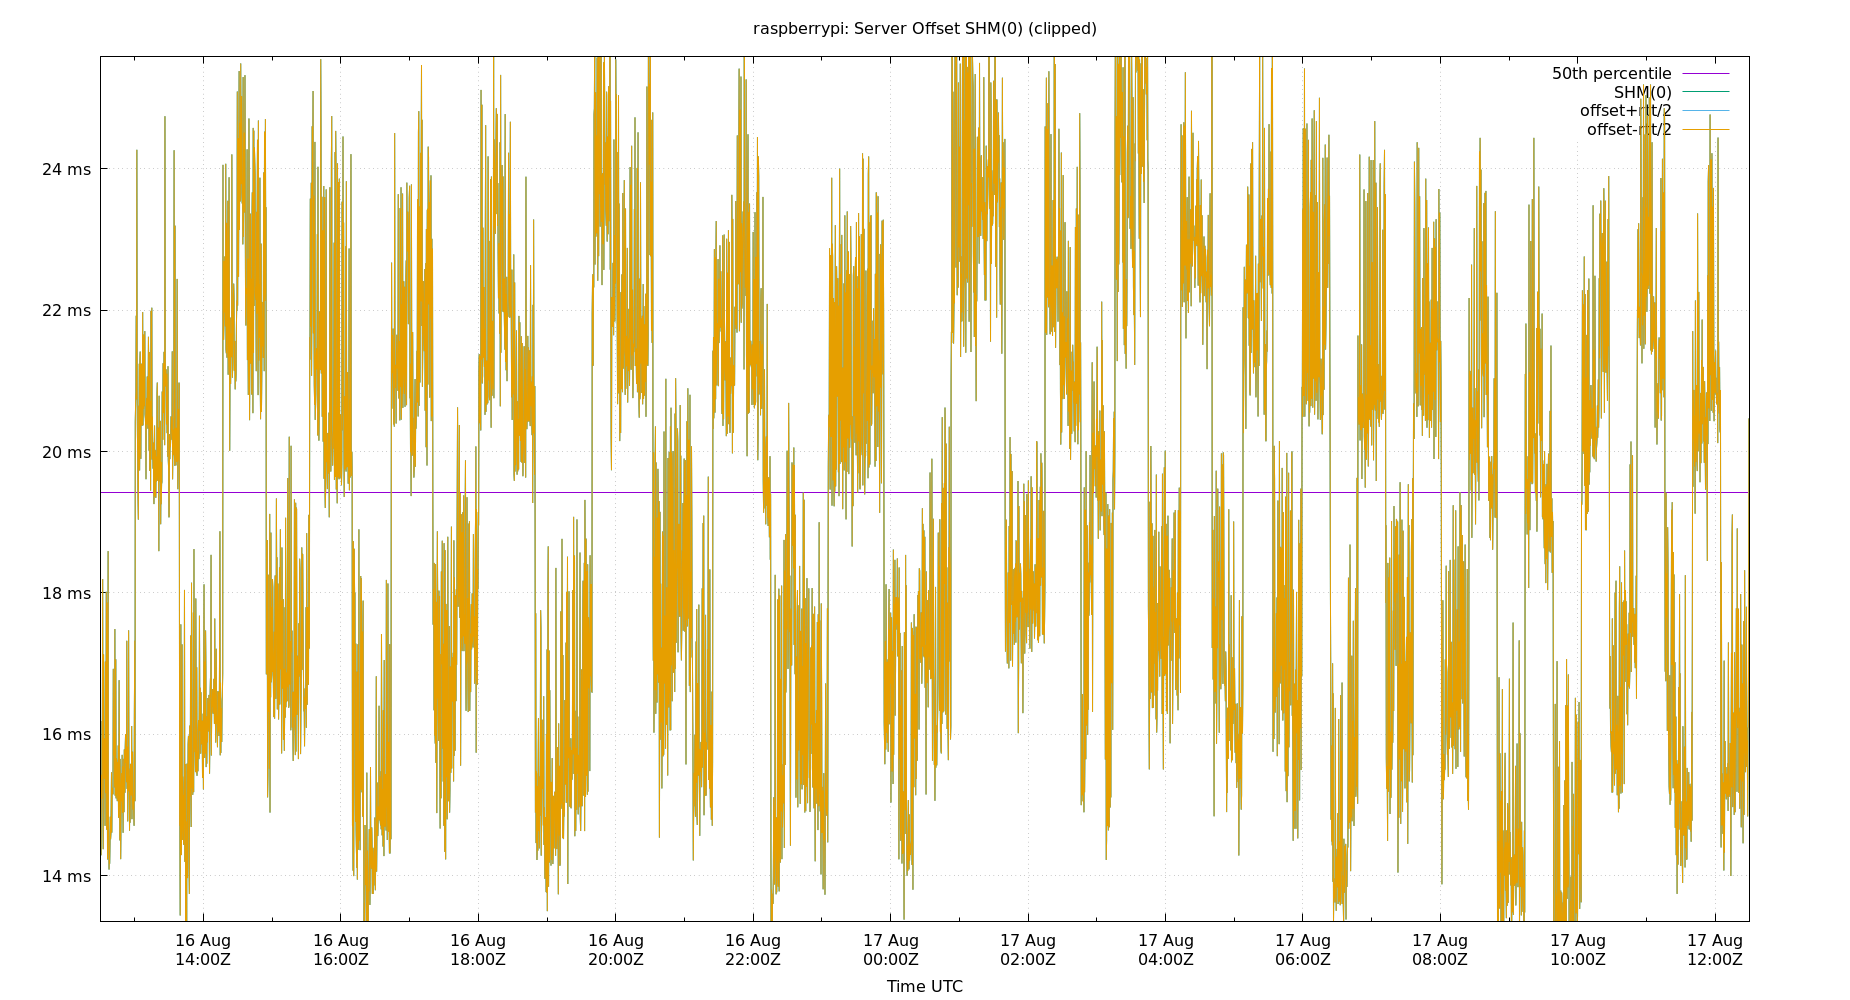 raspberrypi: Server Offset SHM(0) (clipped)
50th percentile
SHM(0)
offset+rtt/2
offset-rtt/2
24 ms
22 ms
20 ms
18 ms
16 ms
14 ms
16 Aug 16 Aug 16 Aug 16 Aug 16 Aug 17 Aug 17 Aug 17 Aug 17 Aug 17 Aug 17 Aug 17 Aug
14:00Z 16:00Z 18:00Z 20:00Z 22:00Z 00:00Z 02:00Z 04:00Z 06:00Z 08:00Z 10:00Z 12:00Z
Time UTC